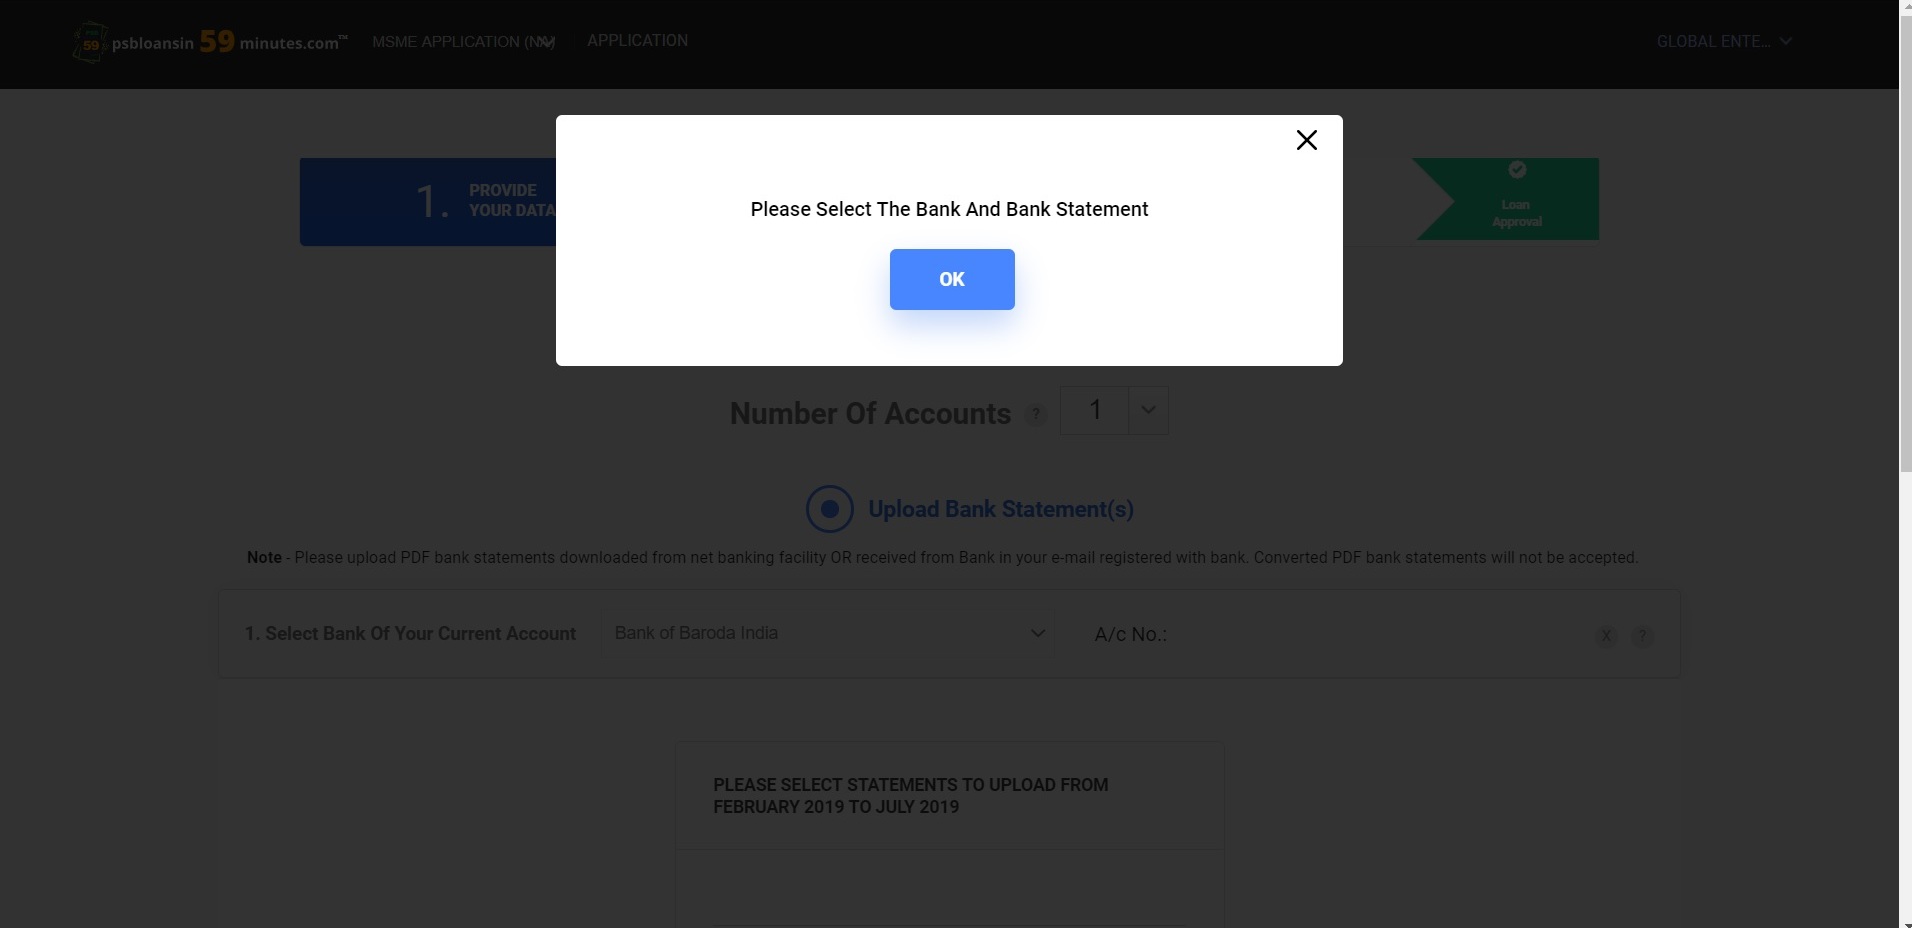 psbloansin 59 minutes.com™
MSME APPLICATION (N
APPLICATION
GLOBAL ENTE...
1. PROVIDE
YOUR DATA
Loan
Approval
Please Select The Bank And Bank Statement
OK
Number Of Accounts ? 1
Upload Bank Statement(s)
Note - Please upload PDF bank statements downloaded from net banking facility OR received from Bank in your e-mail registered with bank. Converted PDF bank statements will not be accepted.
1. Select Bank Of Your Current Account Bank of Baroda India A/c No.: X ?
PLEASE SELECT STATEMENTS TO UPLOAD FROM
FEBRUARY 2019 TO JULY 2019